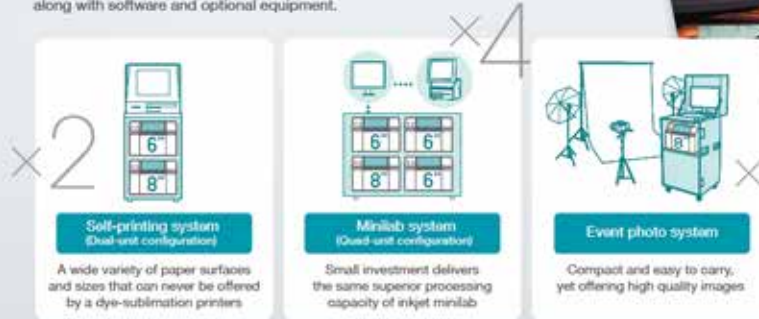 along with software and optional equipment.
×2
6"
8"
Self-printing system
(Dual-unit configuration)
A wide variety of paper surfaces
and sizes that can never be offered
by a dye-sublimation printers
×4
6" 6"
8" 6"
Minilab system
(Quad-unit configuration)
Small investment delivers
the same superior processing
capacity of inkjet minilab
8"
×
Event photo system
Compact and easy to carry,
yet offering high quality images